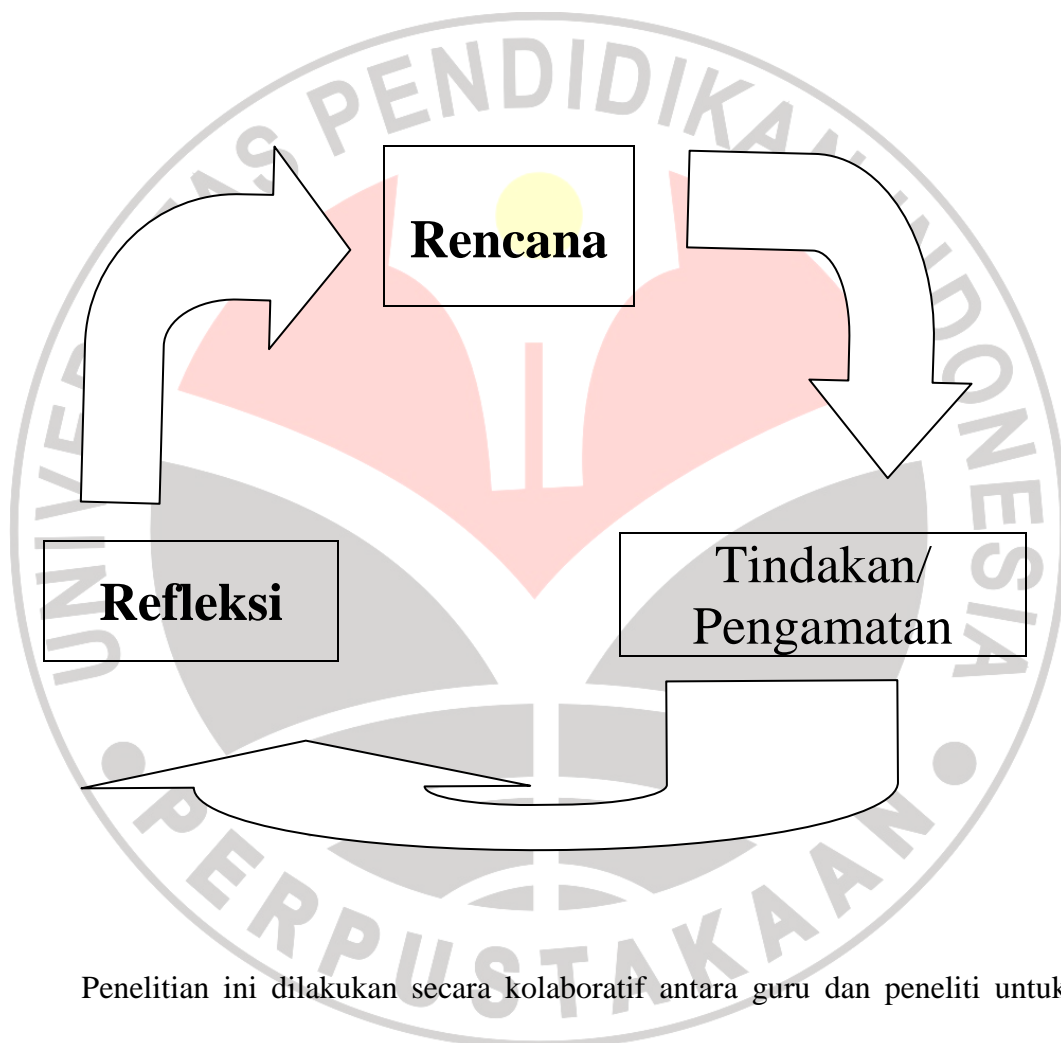 UNIVERSITAS PENDIDIKAN INDONESIA
Rencana
Refleksi
Tindakan/
Pengamatan
PERPUSTAKAAN
Penelitian ini dilakukan secara kolaboratif antara guru dan peneliti untuk